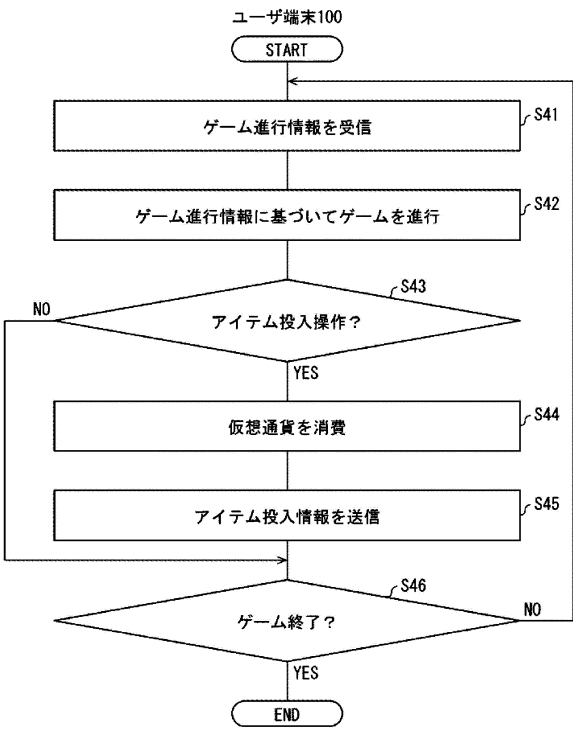 ユーザ端末100
START
ゲーム進行情報を受信
S41
ゲーム進行情報に基づいてゲームを進行
S42
S43
NO
アイテム投入操作?
YES
仮想通貨を消費
S44
アイテム投入情報を送信
S45
S46
ゲーム終了?
NO
YES
END